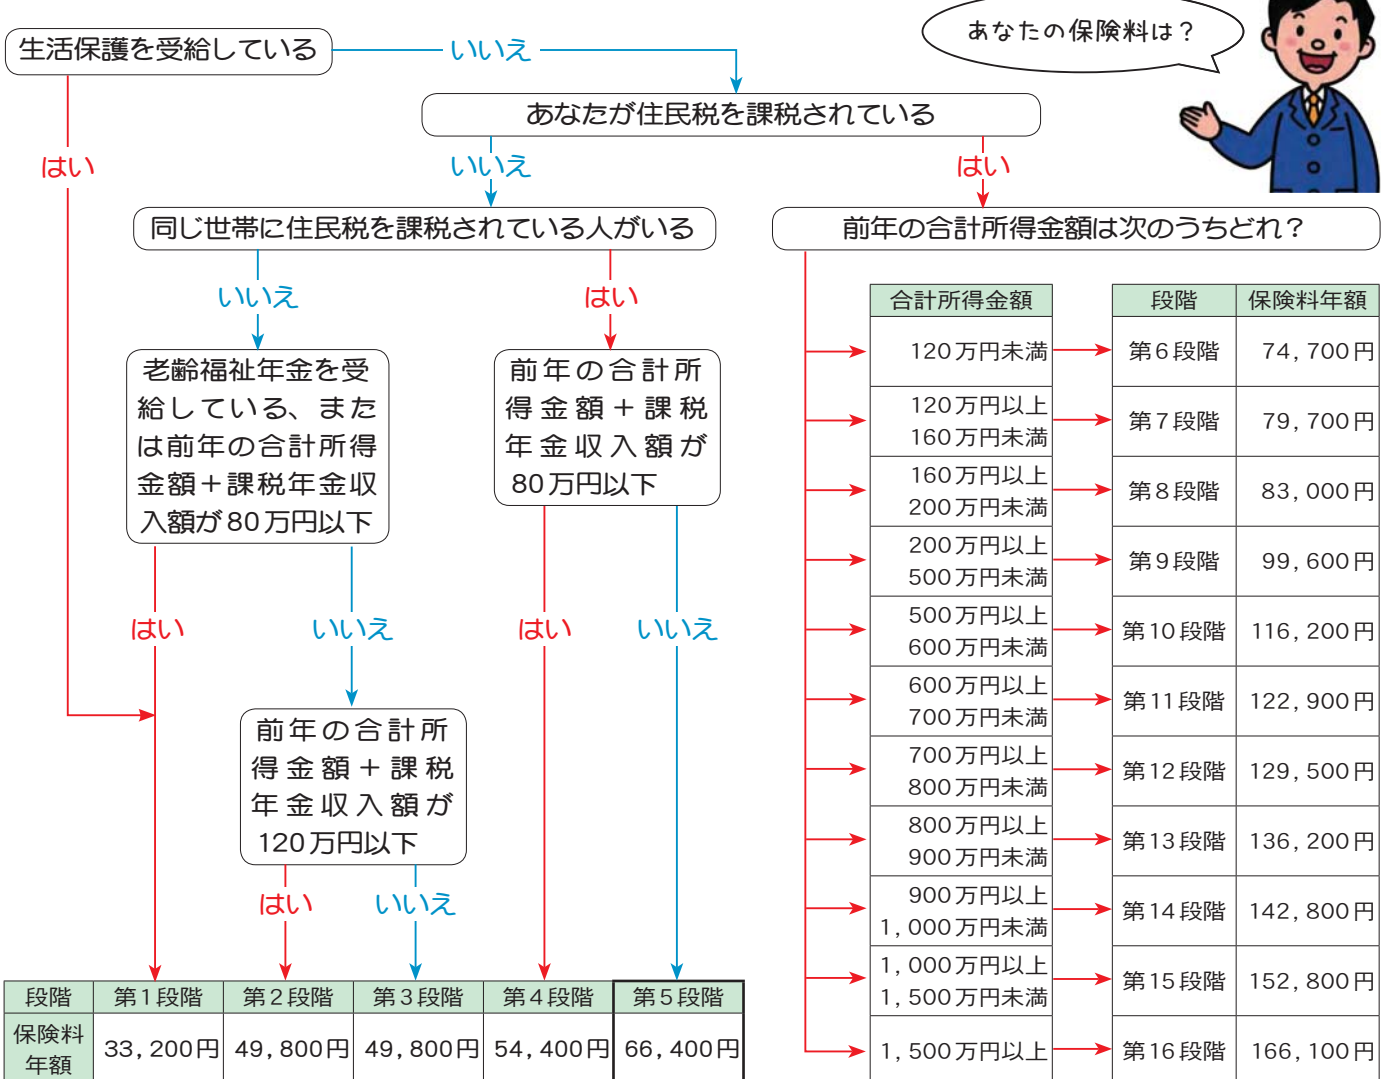 あなたの保険料は？
生活保護を受給している
いいえ
はい
あなたが住民税を課税されている
いいえ
はい
同じ世帯に住民税を課税されている人がいる
いいえ
はい
老齢福祉年金を受
給している、また
は前年の合計所得
金額＋課税年金収
入額が80万円以下
はい
いいえ
前年の合計所
得金額＋課税
年金収入額が
80万円以下
はい
いいえ
前年の合計所
得金額＋課税
年金収入額が
120万円以下
はい
いいえ
段階 第1段階 第2段階 第3段階 第4段階 第5段階
保険料
年額
33,200円 49,800円 49,800円 54,400円 66,400円
前年の合計所得金額は次のうちどれ？
合計所得金額 段階 保険料年額
120万円未満 第6段階 74,700円
120万円以上
160万円未満 第7段階 79,700円
160万円以上
200万円未満 第8段階 83,000円
200万円以上
500万円未満 第9段階 99,600円
500万円以上
600万円未満 第10段階 116,200円
600万円以上
700万円未満 第11段階 122,900円
700万円以上
800万円未満 第12段階 129,500円
800万円以上
900万円未満 第13段階 136,200円
900万円以上
1,000万円未満 第14段階 142,800円
1,000万円以上
1,500万円未満 第15段階 152,800円
1,500万円以上 第16段階 166,100円